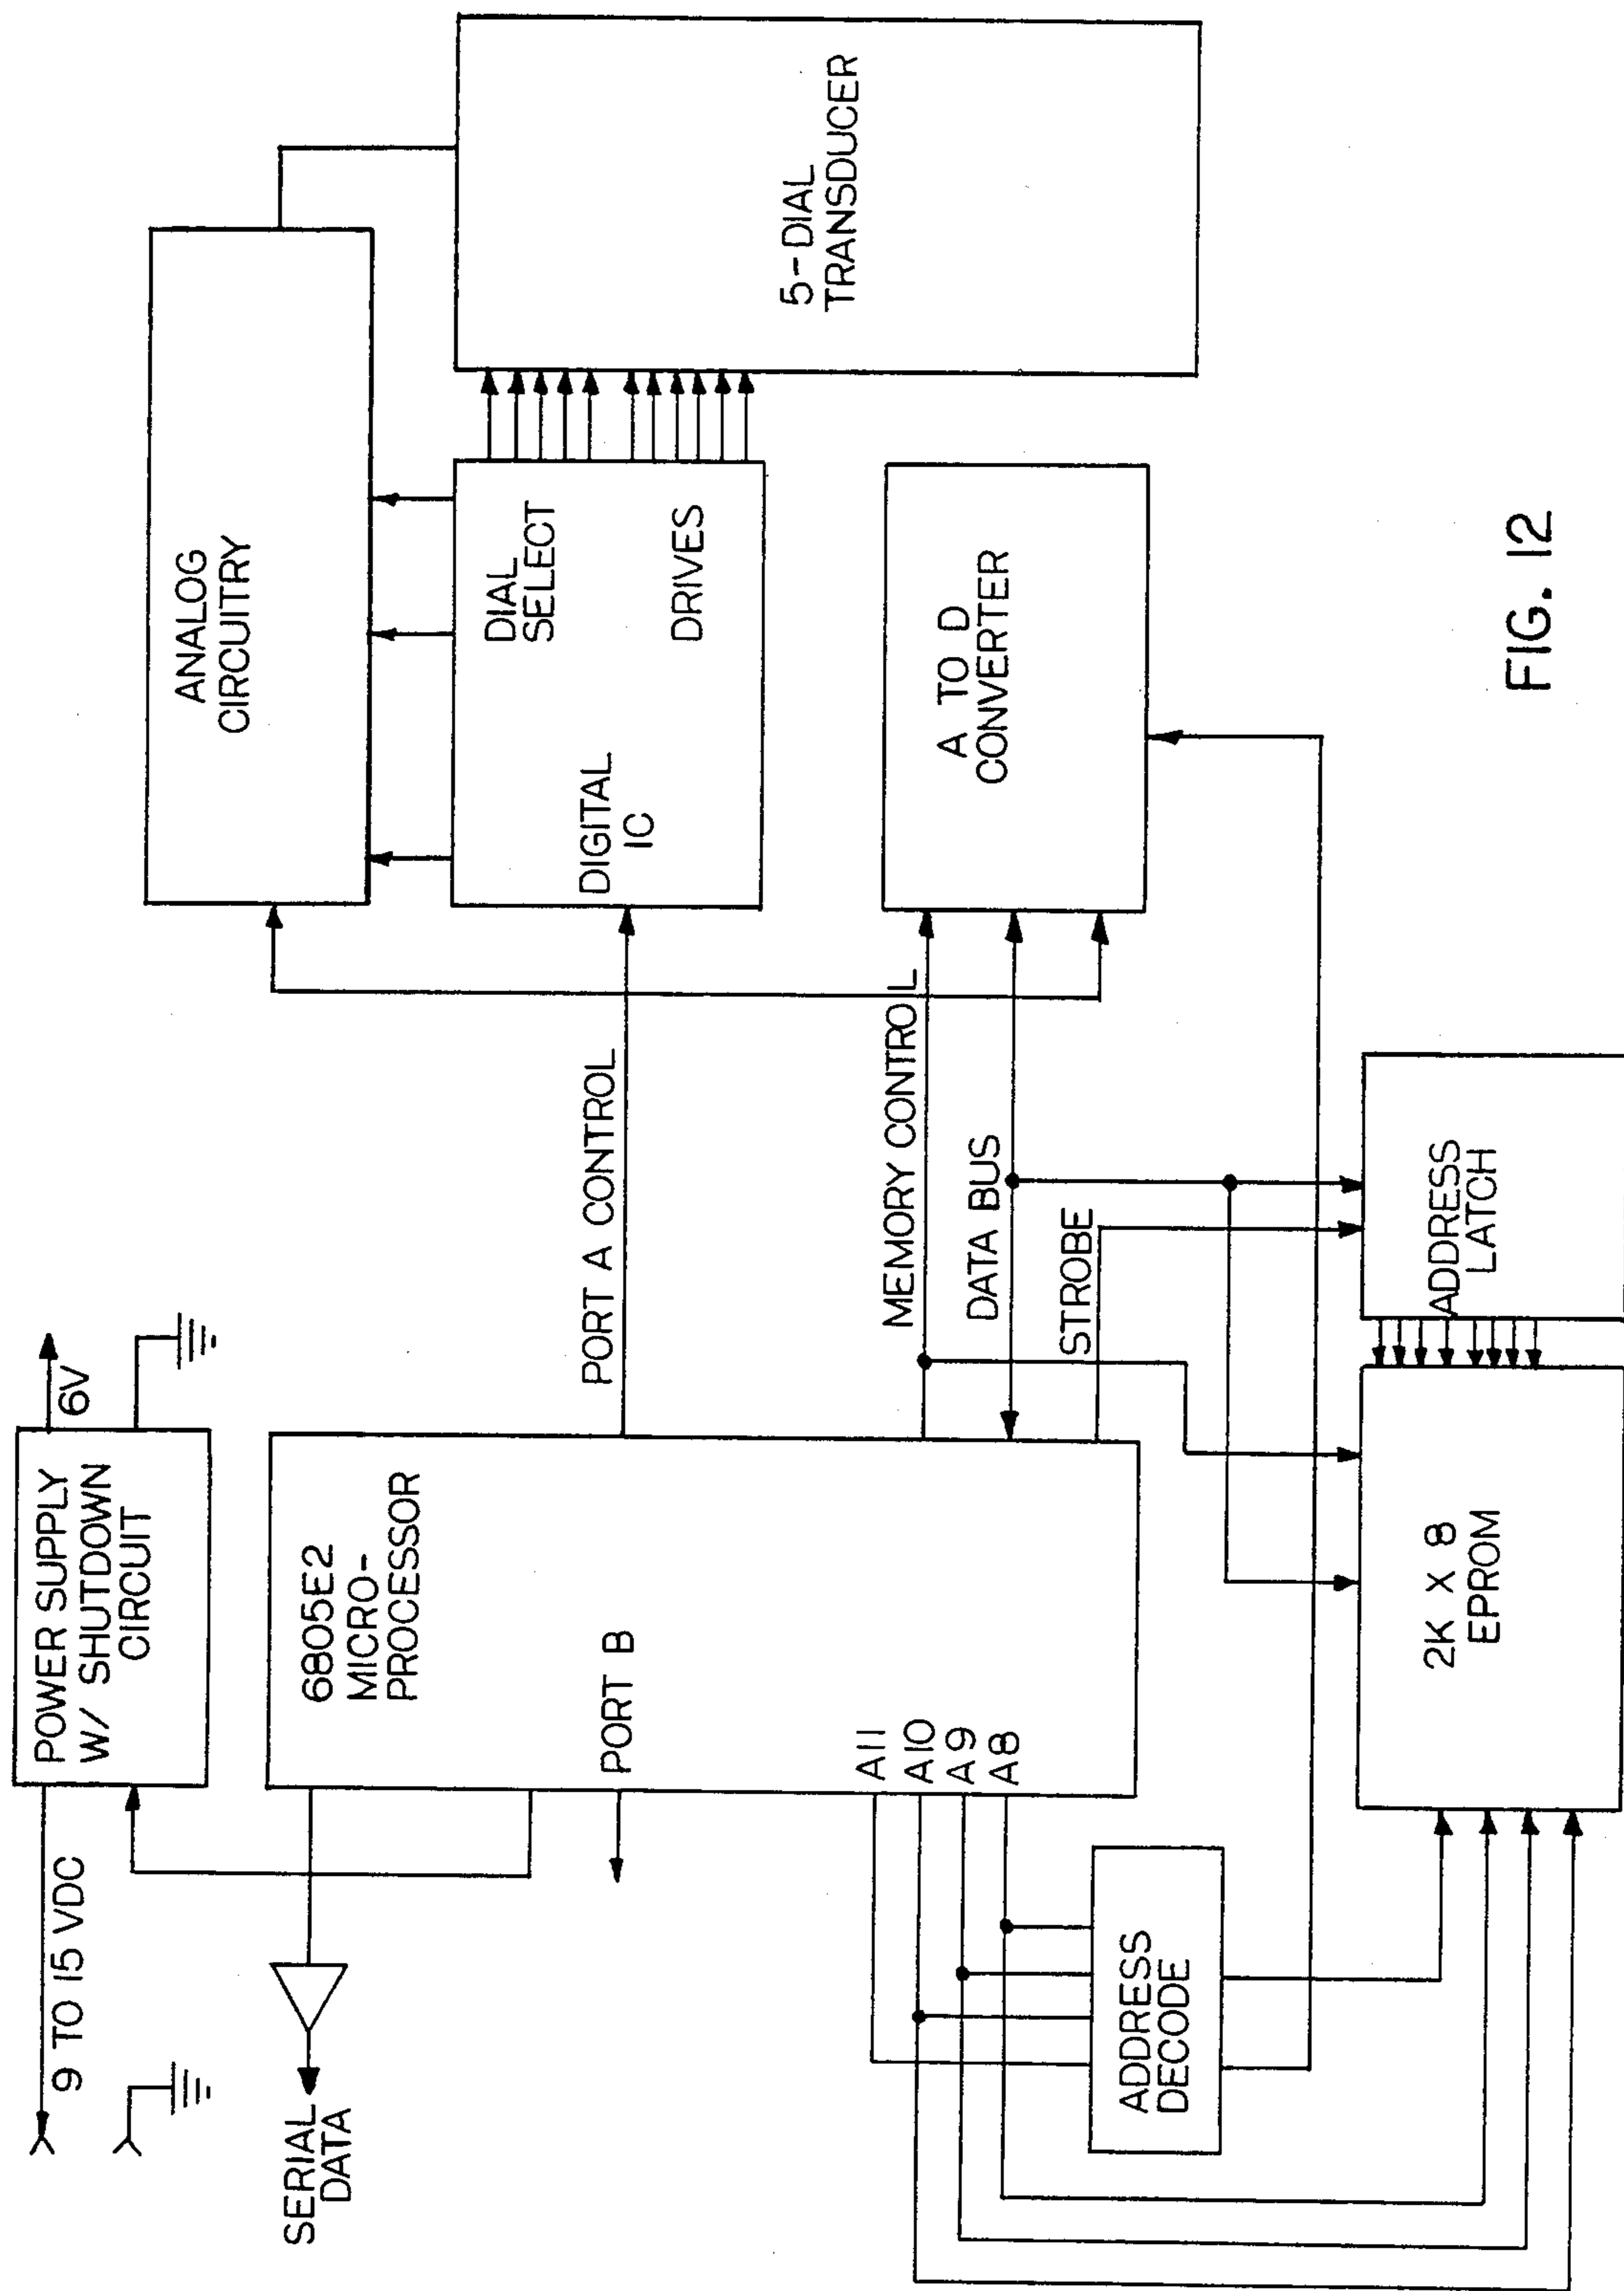 9 TO 15 VDC
POWER SUPPLY
W/ SHUTDOWN
CIRCUIT
6V
SERIAL
DATA
6805E2
MICRO-
PROCESSOR
PORT B
A11
A10
A9
A8
PORT A CONTROL
MEMORY CONTROL
DATA BUS
STROBE
ANALOG
CIRCUITRY
DIAL
SELECT
DIGITAL
IC
DRIVES
5-DIAL
TRANSDUCER
A TO D
CONVERTER
ADDRESS
DECODE
2K X 8
EPROM
ADDRESS
LATCH
FIG. 12